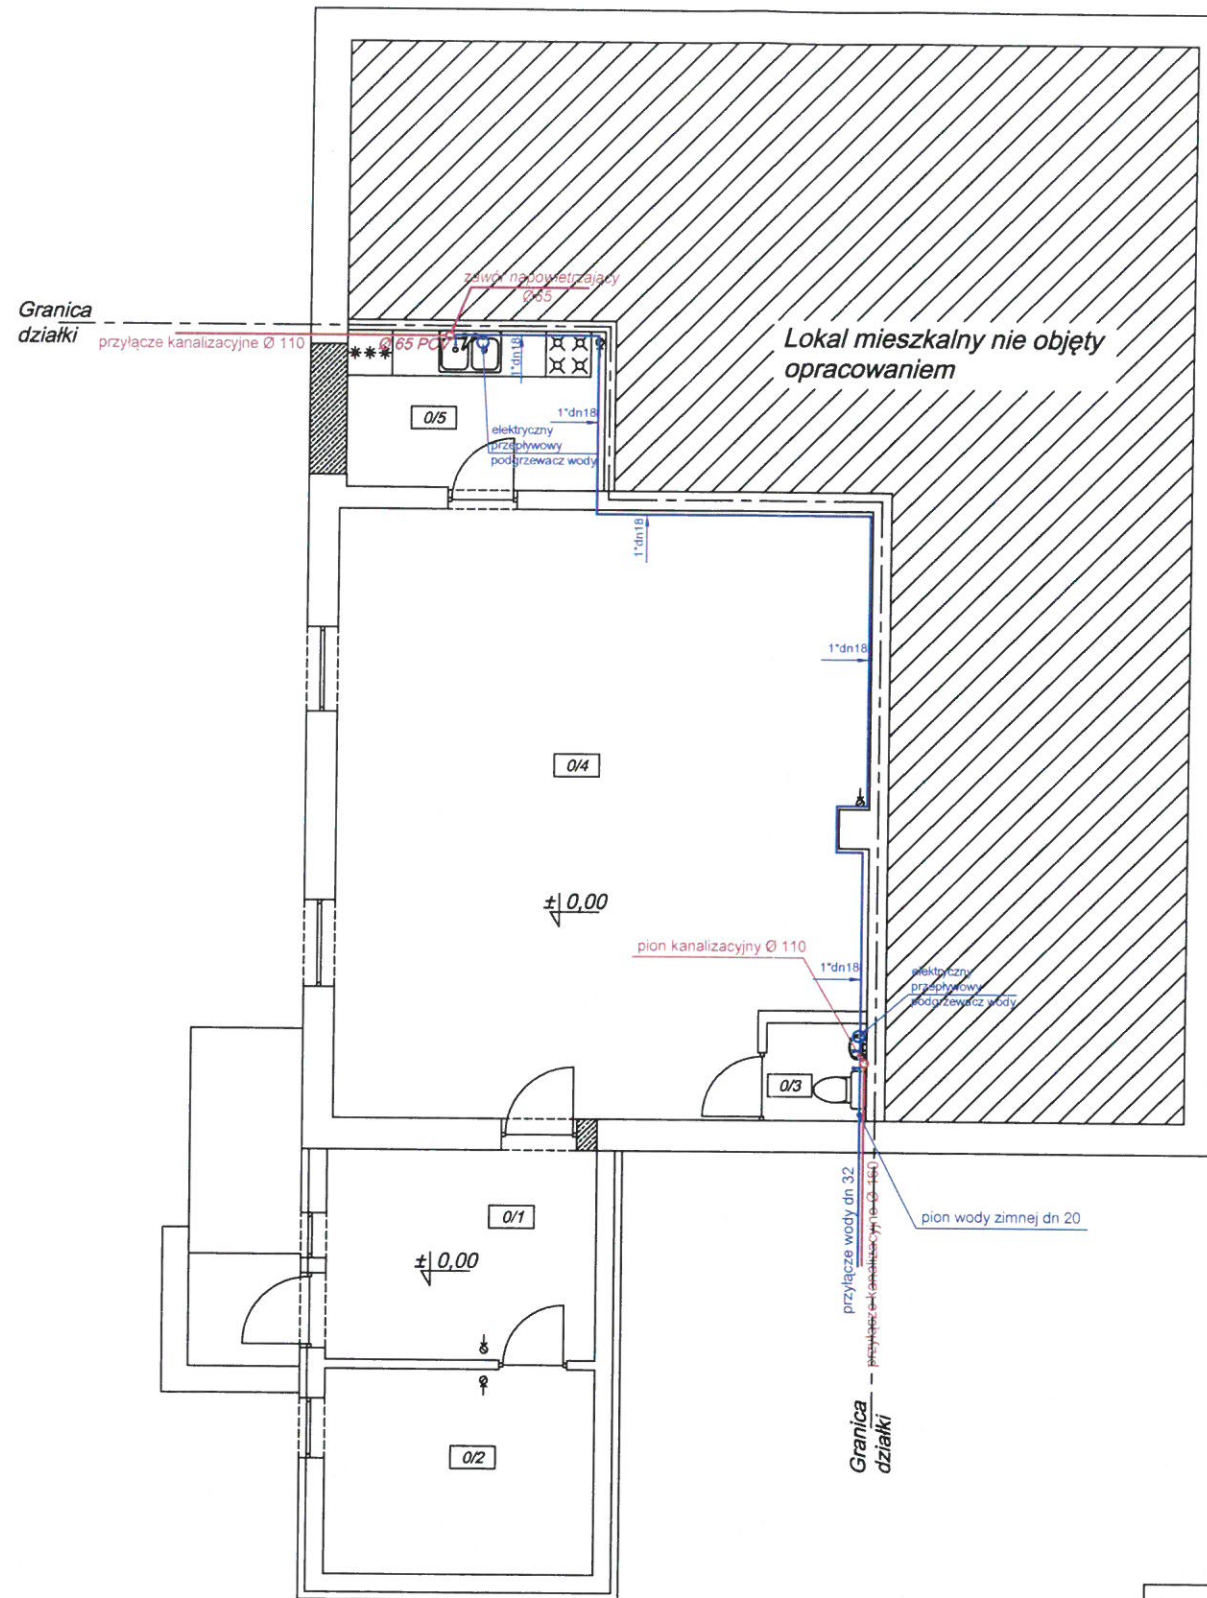 zawór napowietrzający
Ø 65
Granica
działki
przyłącze kanalizacyjne Ø 110
Ø 65 PCV
1*dn18
Lokal mieszkalny nie objęty
opracowaniem
0/5
1*dn18
elektryczny
przepływowy
podgrzewacz wody
1*dn18
1*dn18
0/4
± 0,00
pion kanalizacyjny Ø 110
1*dn18
elektryczny
przepływowy
podgrzewacz wody
0/3
przyłącze wody dn 32
przyłącze kanalizacyjne Ø 160
pion wody zimnej dn 20
0/1
± 0,00
Granica
działki
0/2